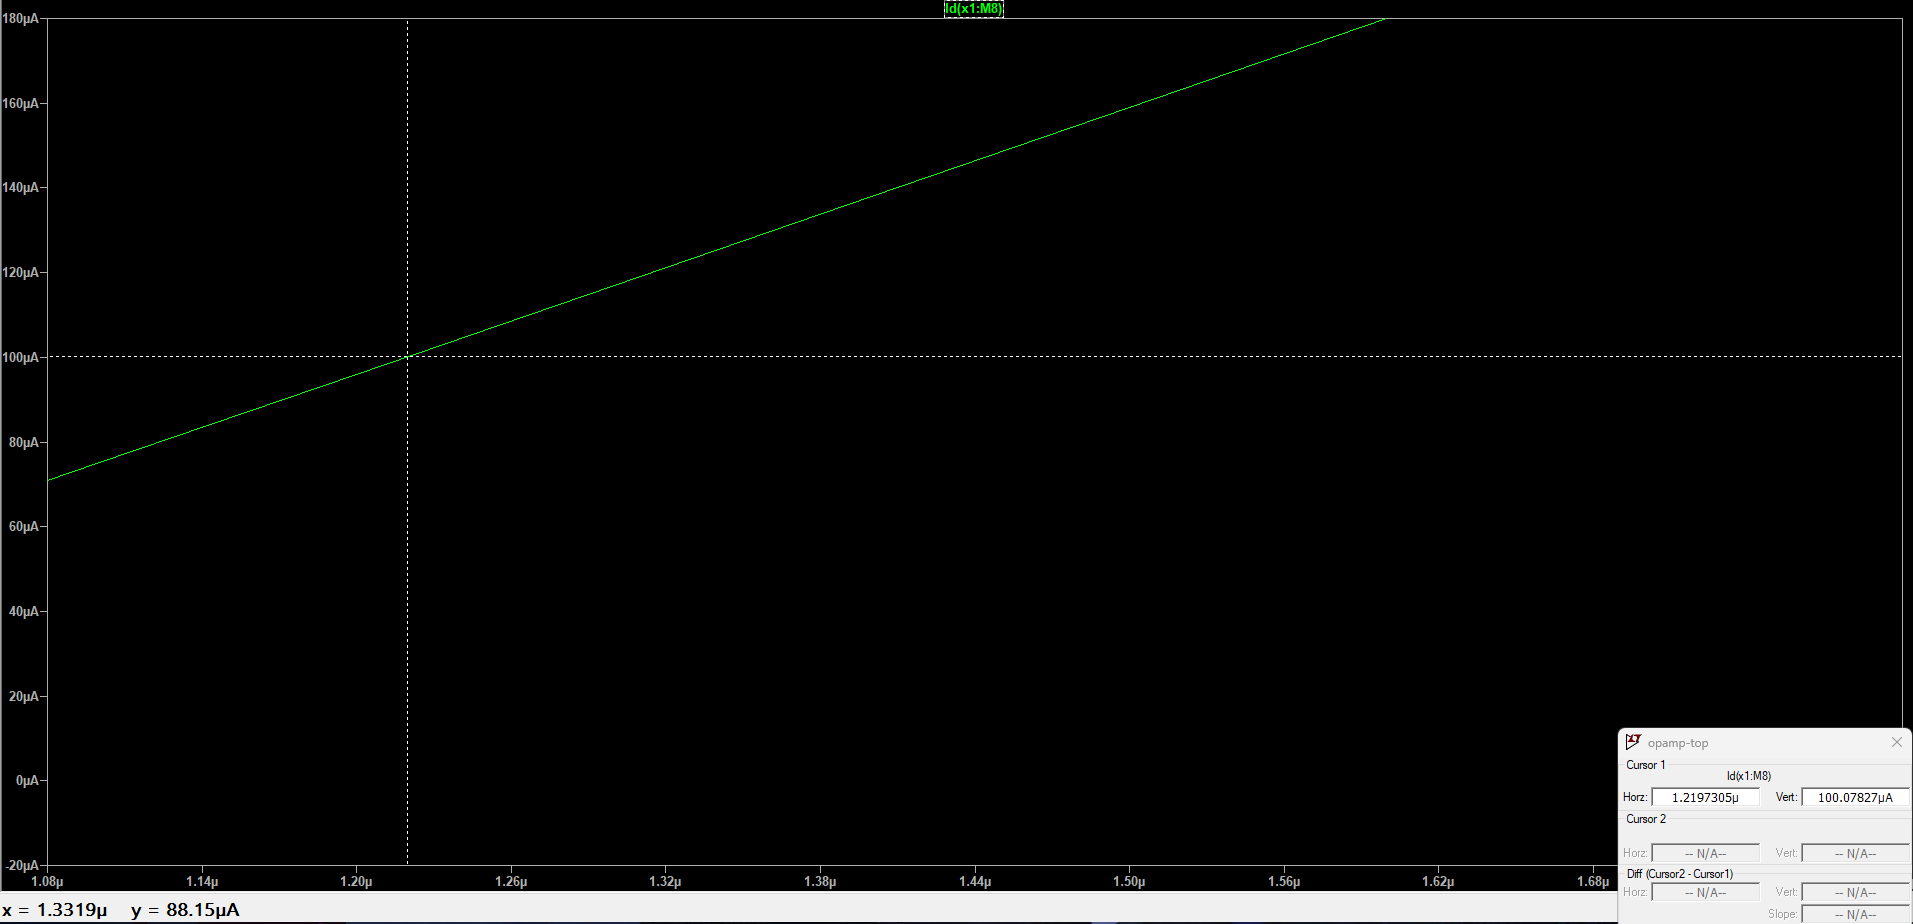 Id(x1:M8)
180µA
160µA
140µA
120µA
100µA
80µA
60µA
40µA
20µA
0µA
-20µA
1.08µ 1.14µ 1.20µ 1.26µ 1.32µ 1.38µ 1.44µ 1.50µ 1.56µ 1.62µ 1.68µ
x = 1.3319µ y = 88.15µA
opamp-top
Cursor 1
Id(x1:M8)
Horz: 1.2197305µ Vert: 100.07827µA
Cursor 2
Horz: -- N/A-- Vert: -- N/A--
Diff (Cursor2 - Cursor1)
Horz: -- N/A-- Vert: -- N/A--
Slope: -- N/A--